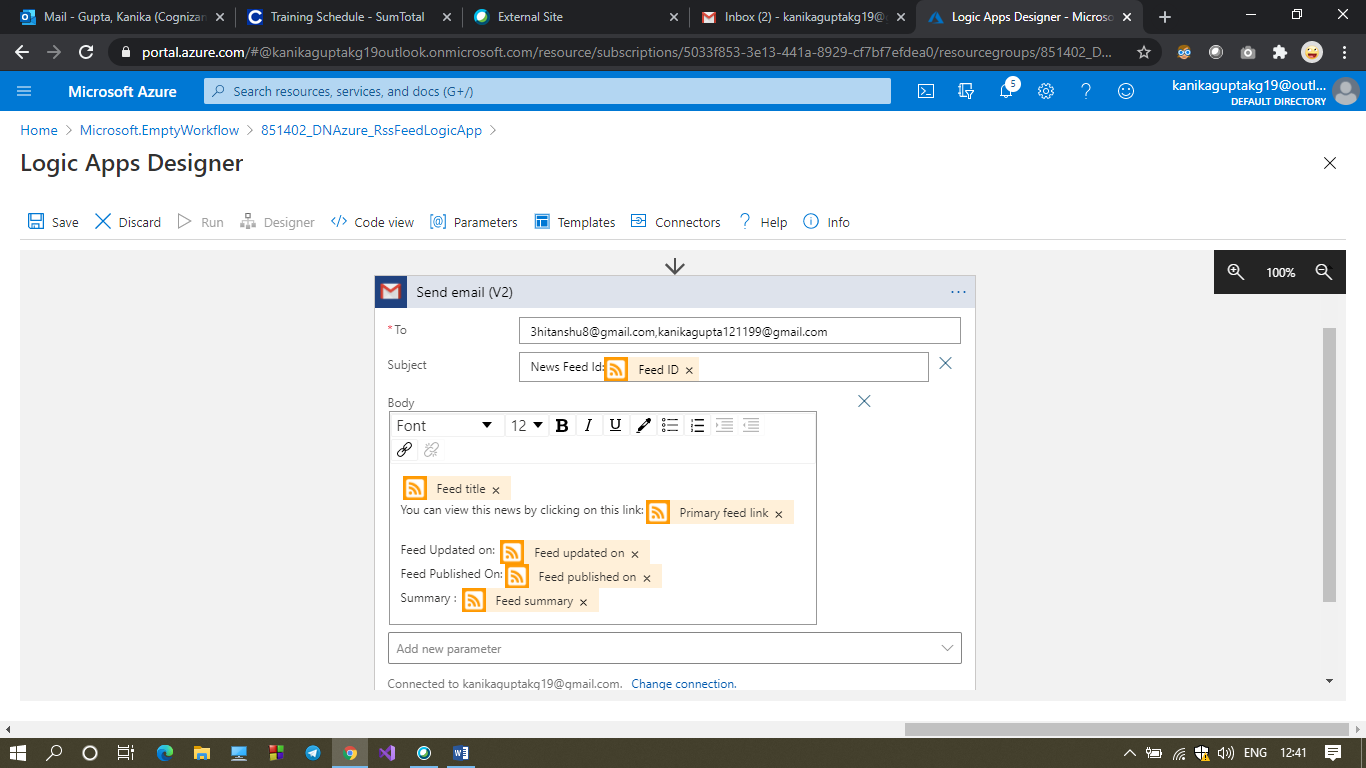 Mail - Gupta, Kanika (Cognizan
Training Schedule - SumTotal
External Site
Inbox (2) - kanikaguptakg19@
Logic Apps Designer - Microso
portal.azure.com/#@kanikaguptakg19outlook.onmicrosoft.com/resource/subscriptions/5033f853-3e13-441a-8929-cf7bf7efdea0/resourcegroups/851402_D...
Microsoft Azure
Search resources, services, and docs (G+/)
5
kanikaguptakg19@outl...
DEFAULT DIRECTORY
Home > Microsoft.EmptyWorkflow > 851402_DNAzure_RssFeedLogicApp >
Logic Apps Designer
Save Discard Run Designer Code view Parameters Templates Connectors Help Info
100%
Send email (V2) ...
*To 3hitanshu8@gmail.com,kanikagupta121199@gmail.com
Subject News Feed Id: Feed ID ×
Body
Font 12 B I U
Feed title ×
You can view this news by clicking on this link: Primary feed link ×
Feed Updated on: Feed updated on ×
Feed Published On: Feed published on ×
Summary : Feed summary ×
Add new parameter
Connected to kanikaguptakg19@gmail.com. Change connection.
ENG 12:41